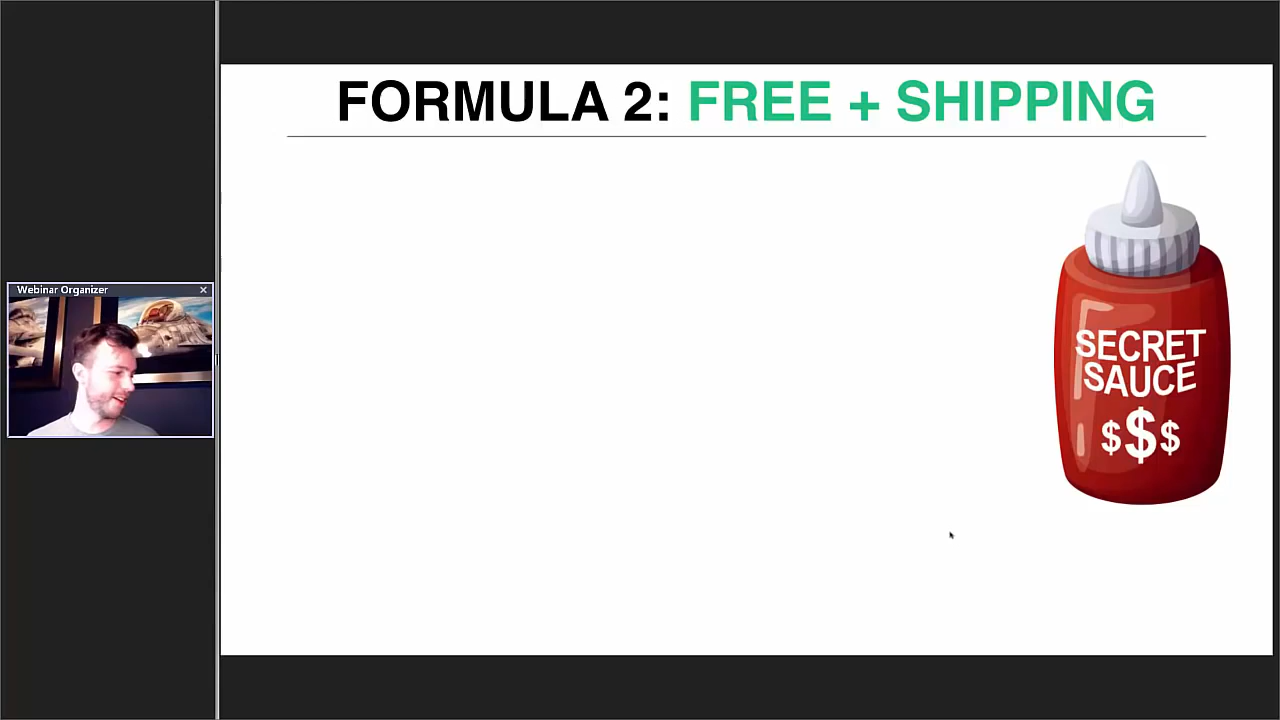 FORMULA 2: FREE + SHIPPING
Webinar Organizer
SECRET
SAUCE
$$$